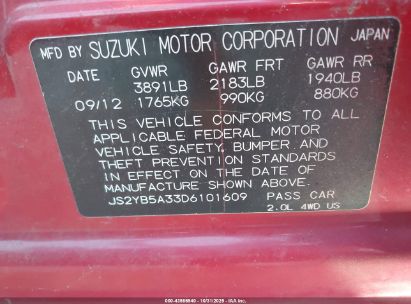 MFD BY SUZUKI MOTOR CORPORATION JAPAN
DATE GVWR GAWR FRT GAWR RR
3891LB 2183LB 1940LB
09/12 1765KG 990KG 880KG
THIS VEHICLE CONFORMS TO ALL
APPLICABLE FEDERAL MOTOR
VEHICLE SAFETY, BUMPER AND
THEFT PREVENTION STANDARDS
IN EFFECT ON THE DATE OF
MANUFACTURE SHOWN ABOVE.
JS2YB5A33D6101609 PASS CAR
2.0L 4WD US